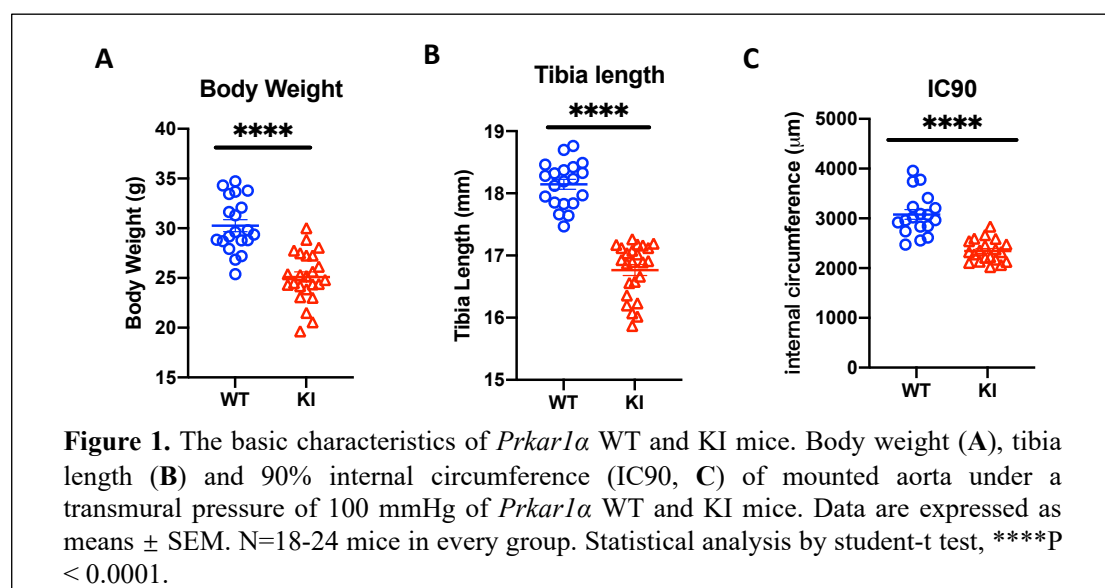 A
Body Weight
****
Body Weight (g)
40
35
30
25
20
15
WT KI
B
Tibia length
****
Tibia Length (mm)
19
18
17
16
15
WT KI
C
IC90
****
internal circumference (μm)
5000
4000
3000
2000
1000
0
WT KI
Figure 1. The basic characteristics of Prkar1α WT and KI mice. Body weight (A), tibia
length (B) and 90% internal circumference (IC90, C) of mounted aorta under a
transmural pressure of 100 mmHg of Prkar1α WT and KI mice. Data are expressed as
means ± SEM. N=18-24 mice in every group. Statistical analysis by student-t test, ****P
< 0.0001.